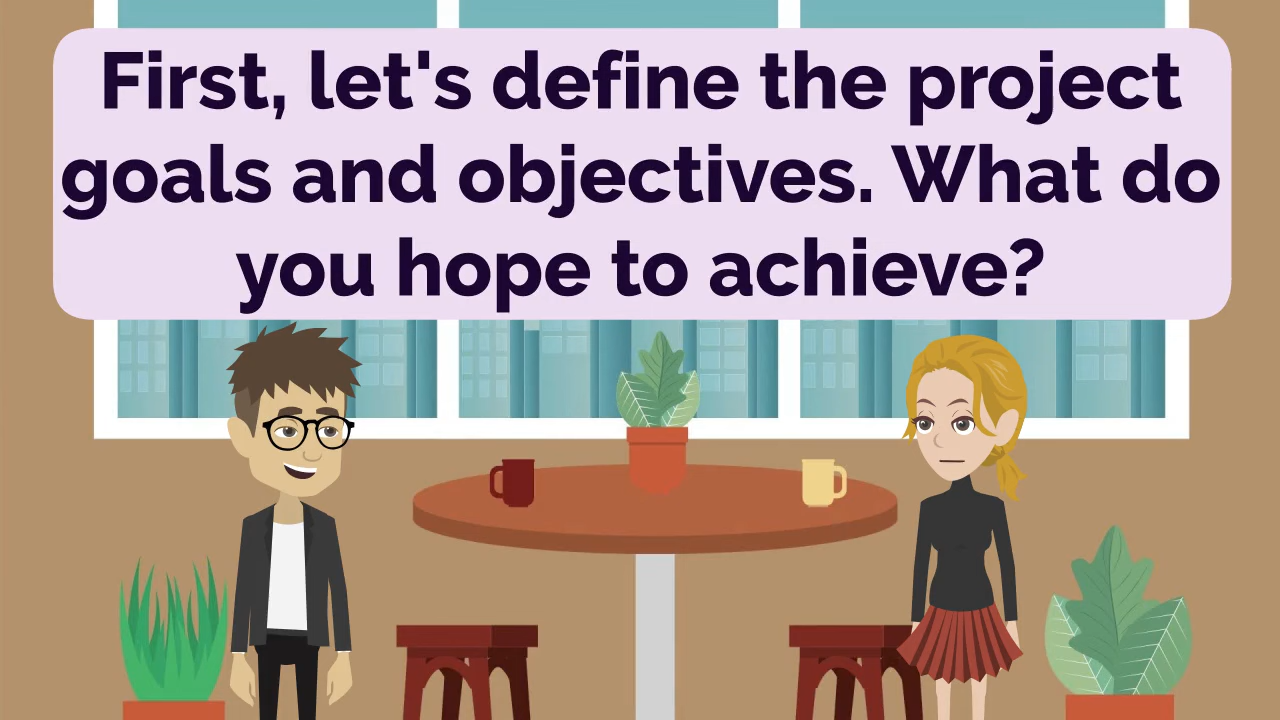 First, let's define the project
goals and objectives. What do
you hope to achieve?